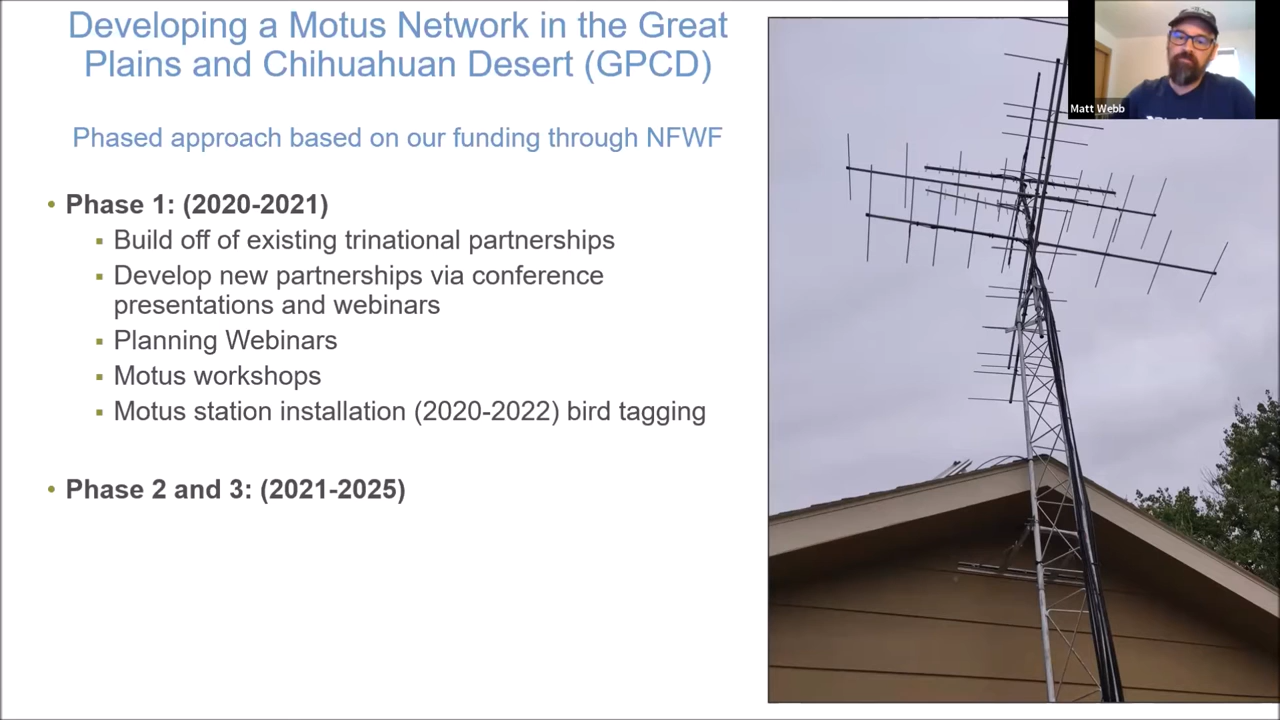 Developing a Motus Network in the Great
Plains and Chihuahuan Desert (GPCD)
Phased approach based on our funding through NFWF
• Phase 1: (2020-2021)
▪ Build off of existing trinational partnerships
▪ Develop new partnerships via conference
presentations and webinars
▪ Planning Webinars
▪ Motus workshops
▪ Motus station installation (2020-2022) bird tagging
• Phase 2 and 3: (2021-2025)
Matt Webb